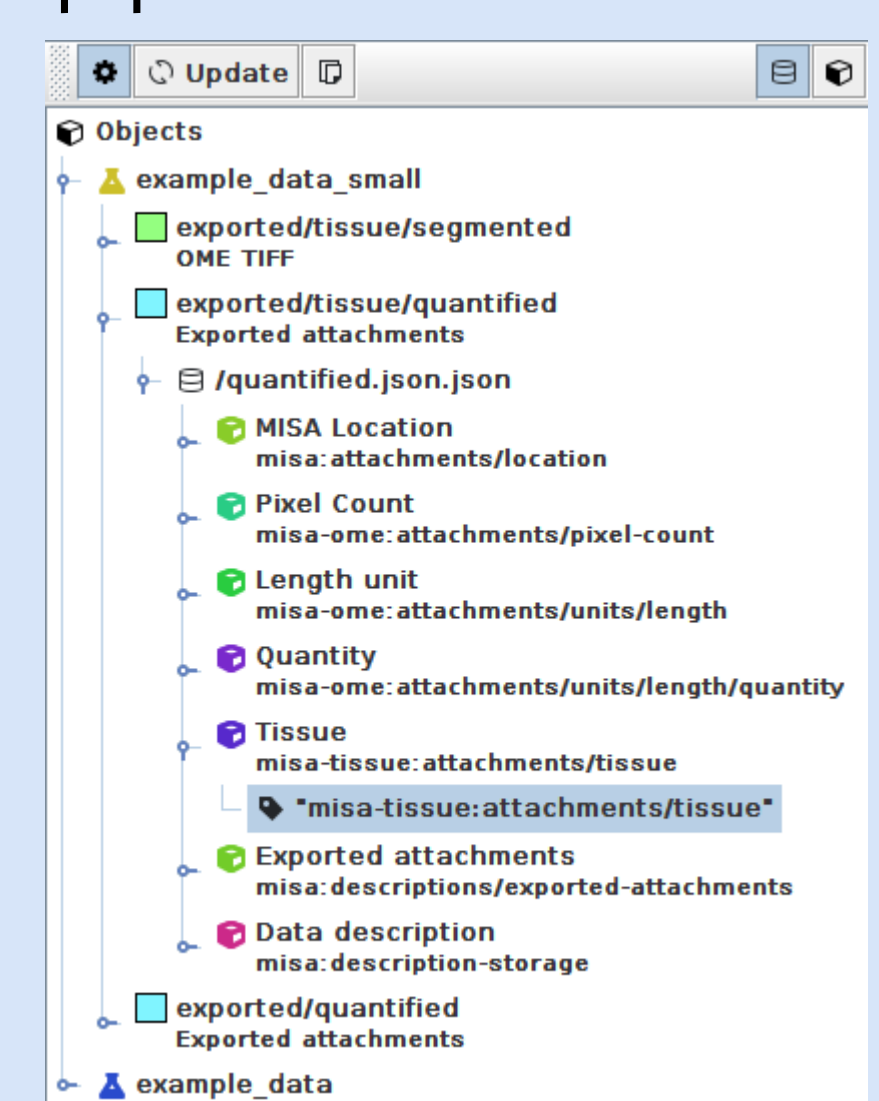 Update
Objects
example_data_small
exported/tissue/segmented
OME TIFF
exported/tissue/quantified
Exported attachments
/quantified.json.json
MISA Location
misa:attachments/location
Pixel Count
misa-ome:attachments/pixel-count
Length unit
misa-ome:attachments/units/length
Quantity
misa-ome:attachments/units/length/quantity
Tissue
misa-tissue:attachments/tissue
"misa-tissue:attachments/tissue"
Exported attachments
misa:descriptions/exported-attachments
Data description
misa:description-storage
exported/quantified
Exported attachments
example_data